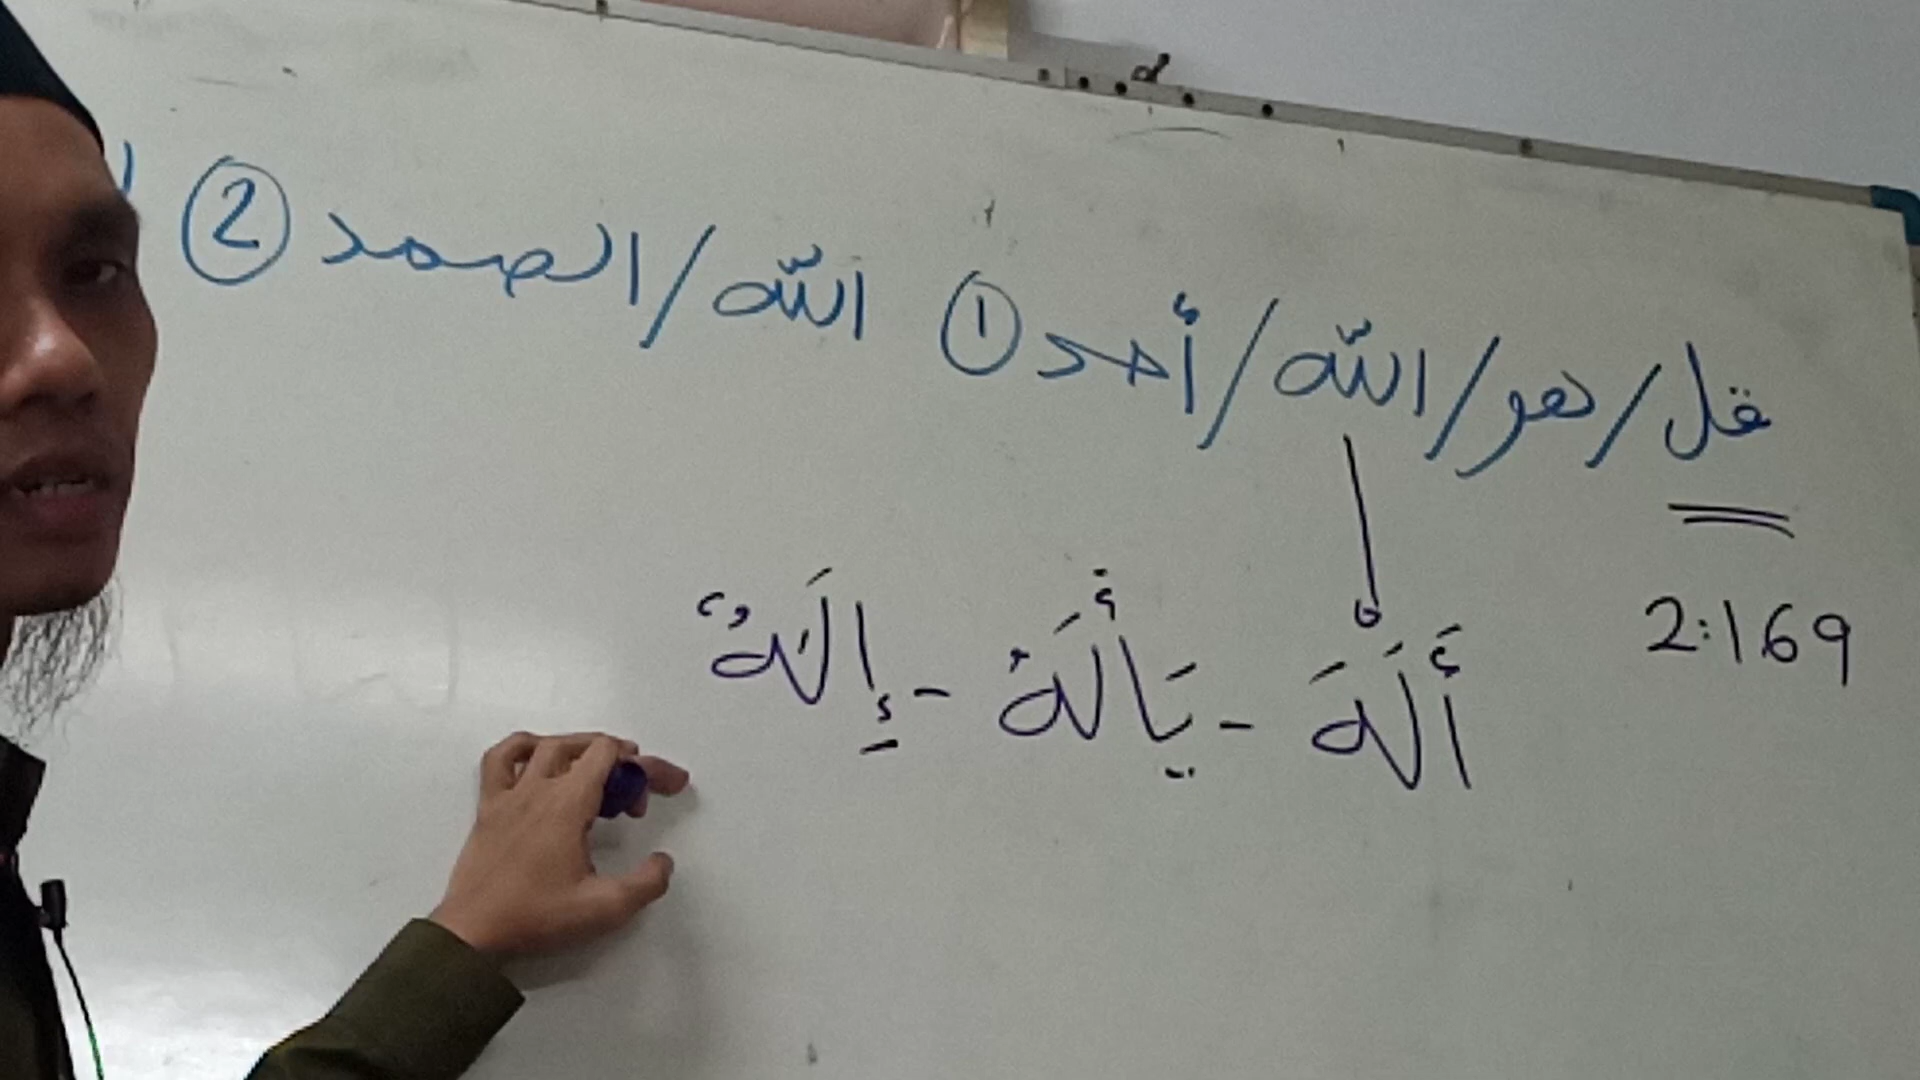 قل/هو/الله/أحد ① الله/الصمد ②
2:169
أَلَهَ - يَأْلَهُ - إِلَهٌ